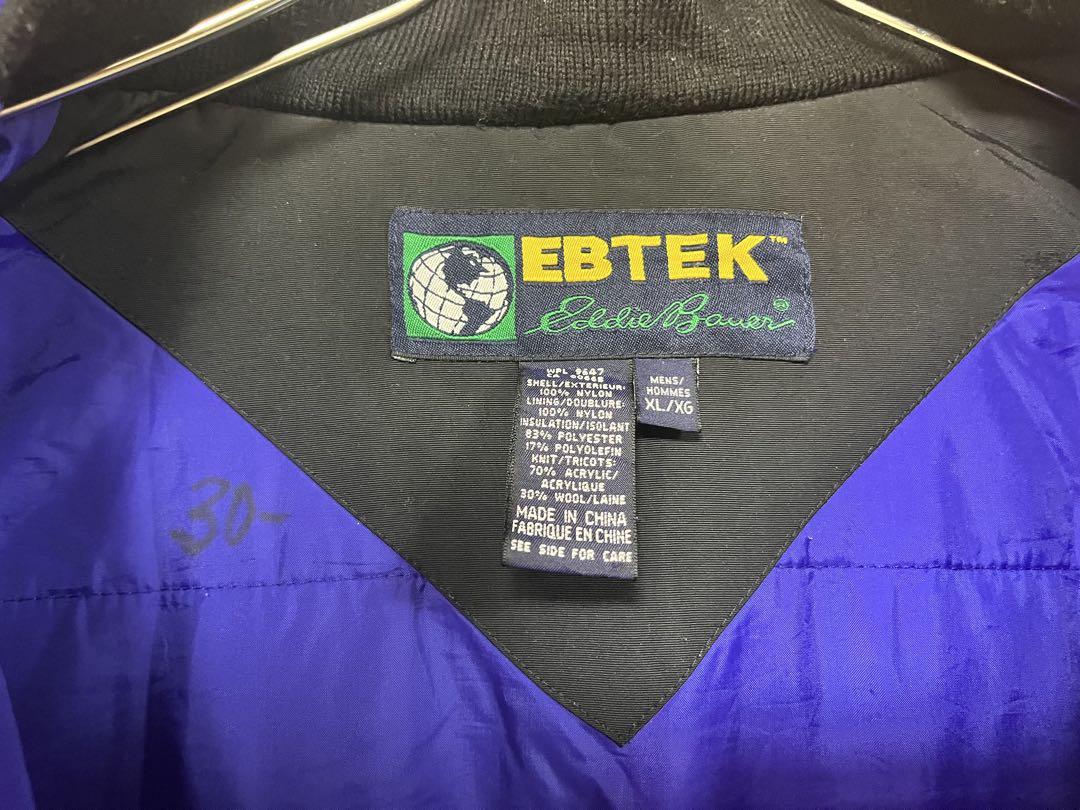 EBTEK™
Eddie Bauer®
WPL 9647
SHELL/EXTERIEUR:
100% NYLON
LINING/DOUBLURE:
100% NYLON
INSULATION/ISOLANT
83% POLYESTER
17% POLYOLEFIN
KNIT/TRICOTS:
70% ACRYLIC/
ACRYLIQUE
30% WOOL/LAINE
MADE IN CHINA
FABRIQUE EN CHINE
SEE SIDE FOR CARE
MENS/
HOMMES
XL/XG
30-